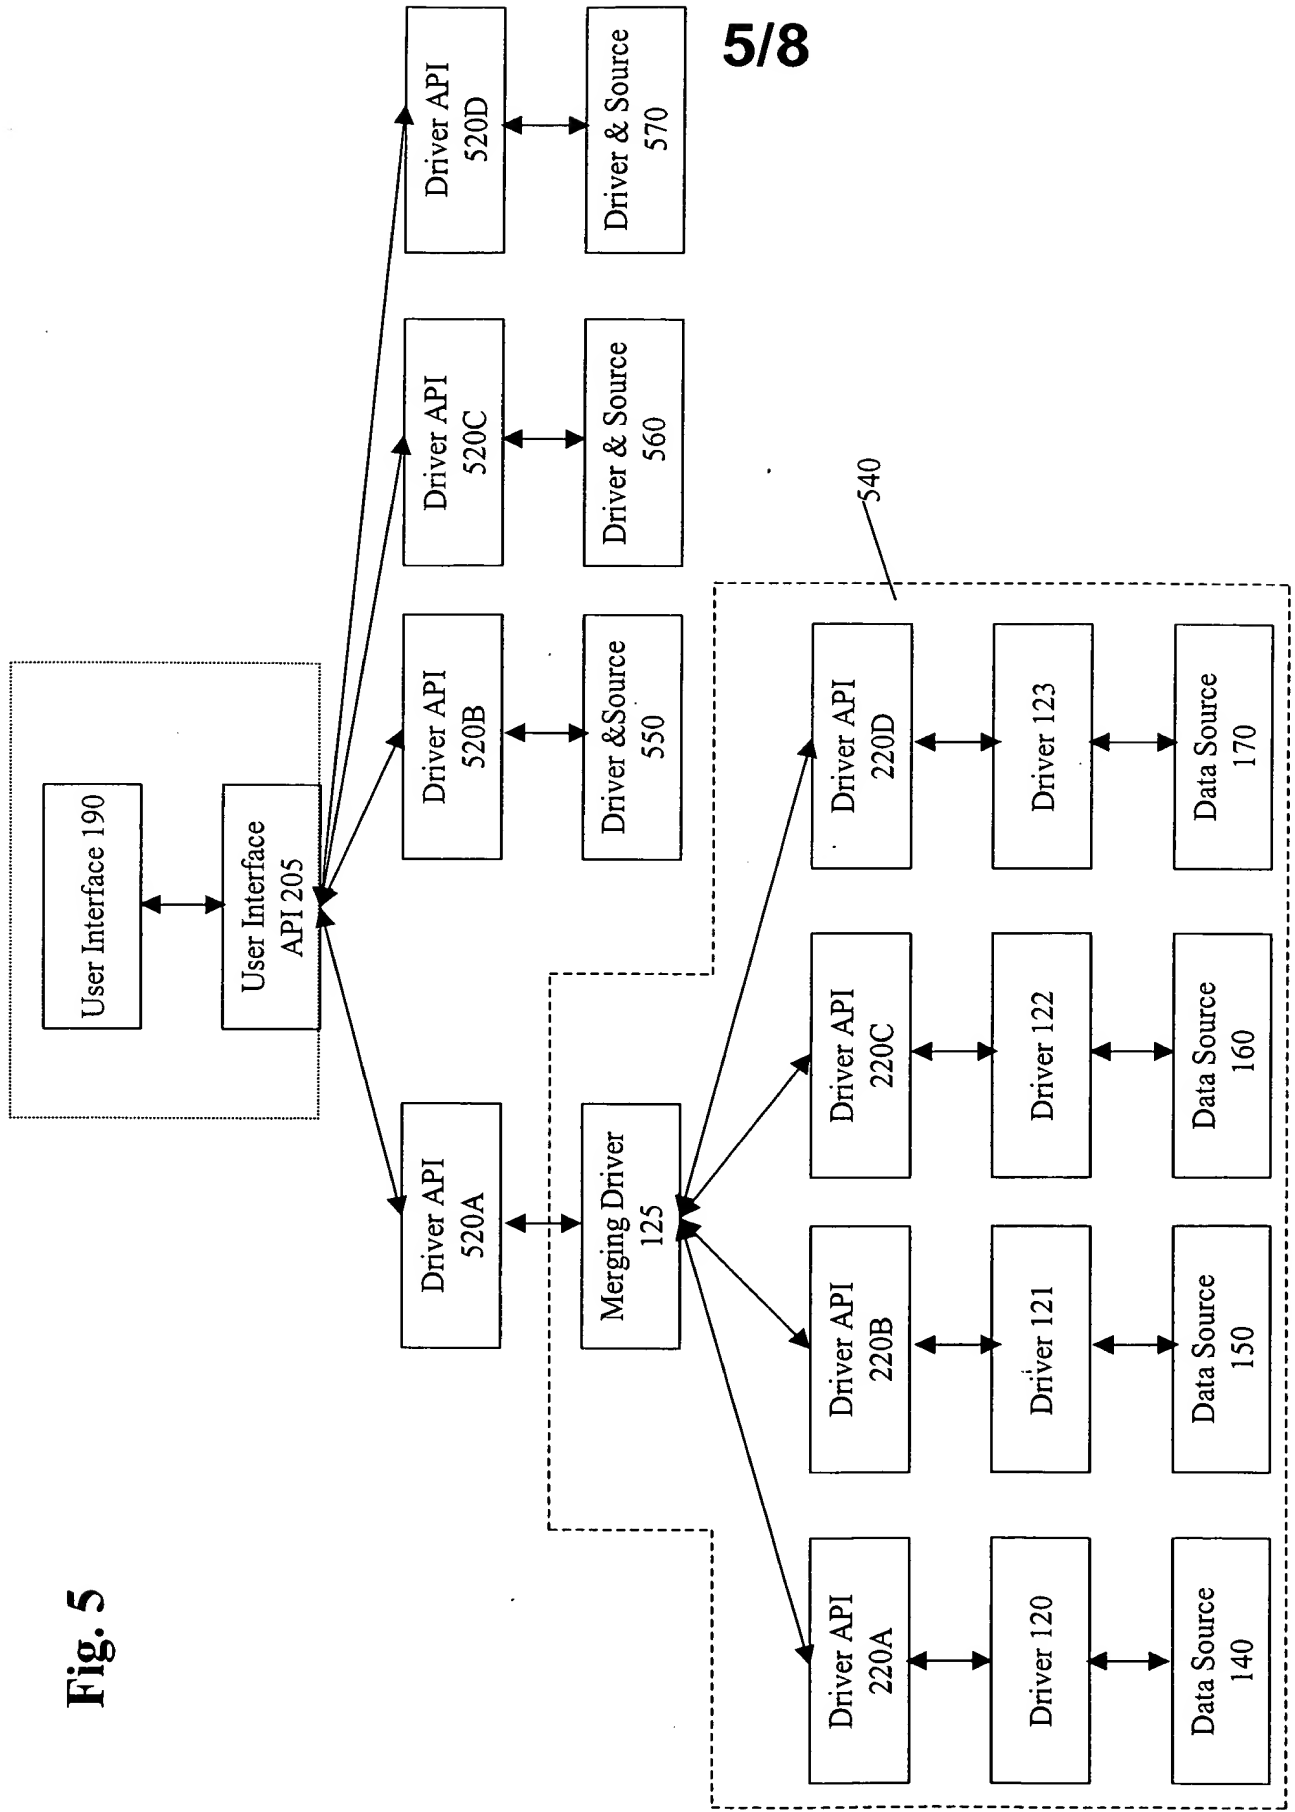 5/8
Fig. 5
User Interface 190
User Interface
API 205
Driver API
520A
Driver API
520B
Driver API
520C
Driver API
520D
Merging Driver
125
Driver &Source
550
Driver & Source
560
Driver & Source
570
540
Driver API
220A
Driver API
220B
Driver API
220C
Driver API
220D
Driver 120
Driver 121
Driver 122
Driver 123
Data Source
140
Data Source
150
Data Source
160
Data Source
170